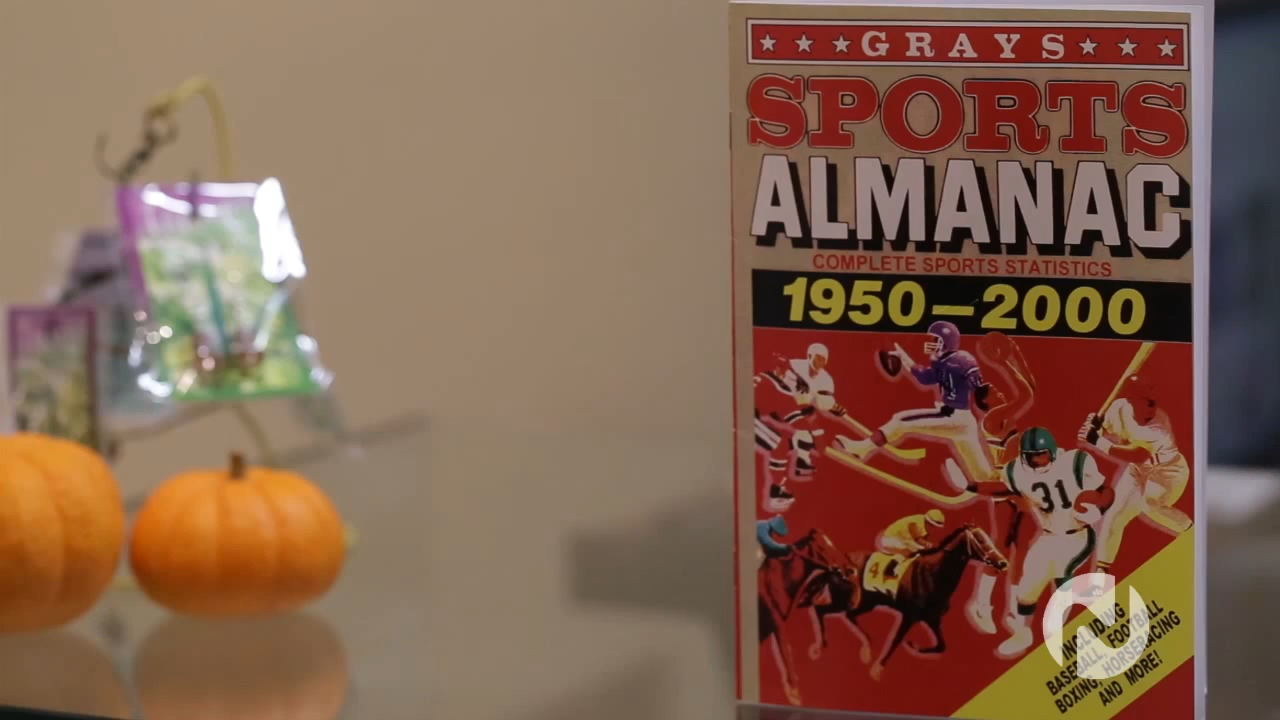 ★ ★ ★ GRAYS ★ ★ ★
SPORTS
ALMANAC
COMPLETE SPORTS STATISTICS
1950–2000
31
4
INCLUDING
BASEBALL, FOOTBALL
BOXING, HORSERACING
AND MORE!